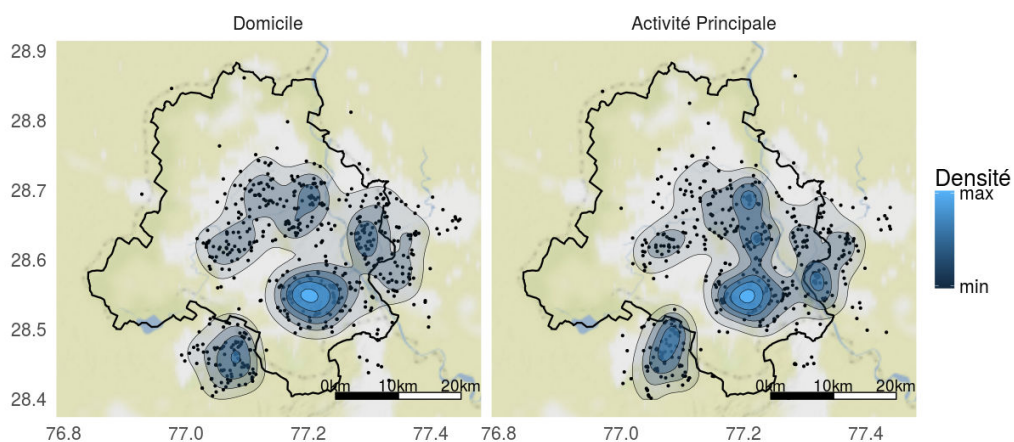 Domicile
Activité Principale
28.9
28.8
28.7
28.6
28.5
28.4
Densité
max
min
0km 10km 20km
0km 10km 20km
76.8 77.0 77.2 77.4 76.8 77.0 77.2 77.4